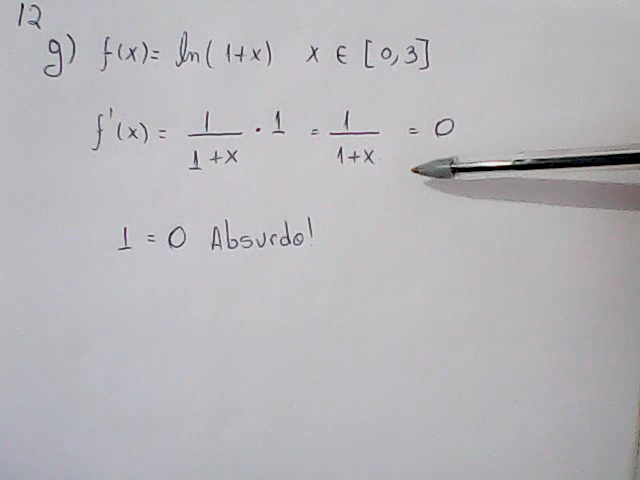 12
g) f(x) = ln(1+x) x ∈ [0,3]
f'(x) = 1/(1+x) · 1 = 1/(1+x) = 0
1 = 0 Absurdo!